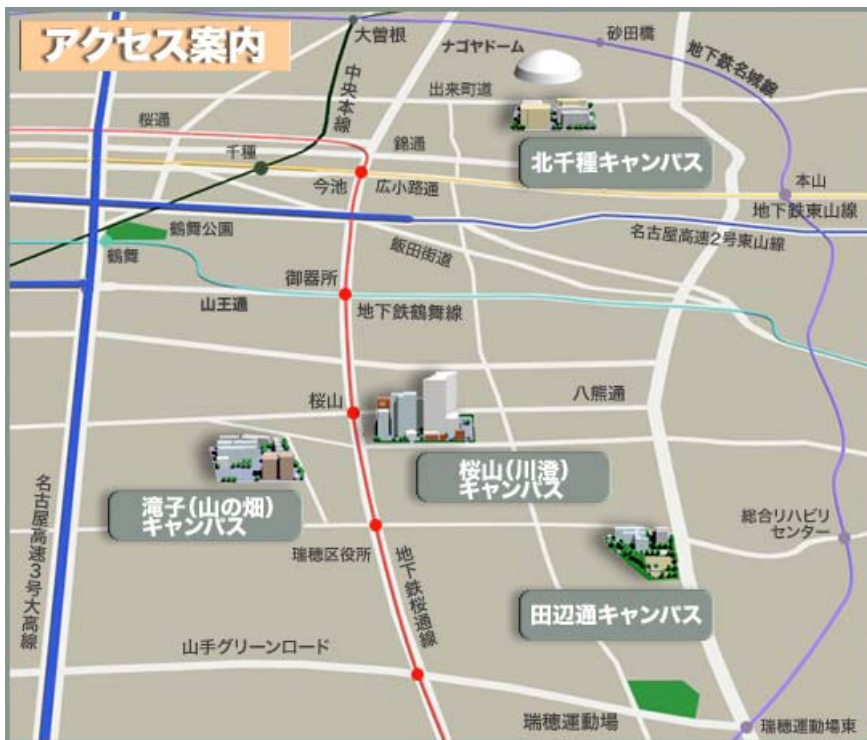 アクセス案内
大曽根
ナゴヤドーム
砂田橋
地下鉄名城線
中央本線
出来町道
桜通
錦通
千種
北千種キャンパス
今池
広小路通
本山
地下鉄東山線
鶴舞公園
名古屋高速2号東山線
鶴舞
飯田街道
御器所
山王通
地下鉄鶴舞線
八熊通
桜山
桜山(川澄)
キャンパス
滝子(山の畑)
キャンパス
名古屋高速3号大高線
総合リハビリ
センター
瑞穂区役所
地下鉄桜通線
田辺通キャンパス
山手グリーンロード
瑞穂運動場
瑞穂運動場東